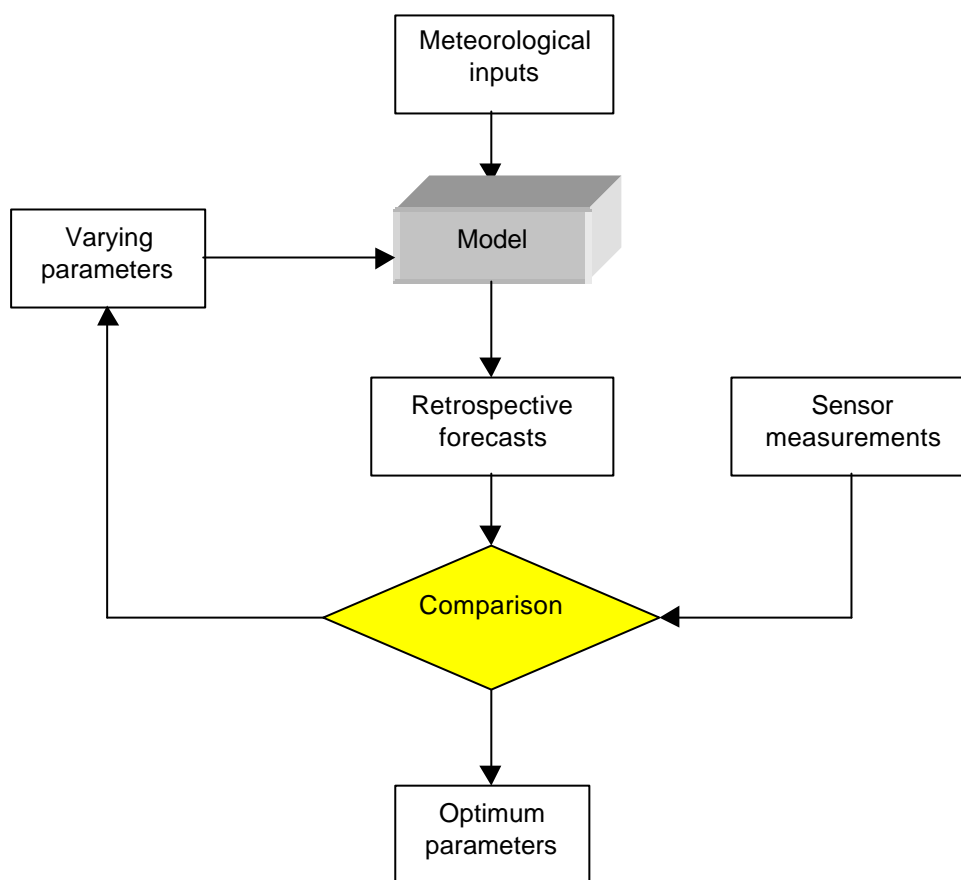 Meteorological
inputs
Model
Varying
parameters
Retrospective
forecasts
Sensor
measurements
Comparison
Optimum
parameters